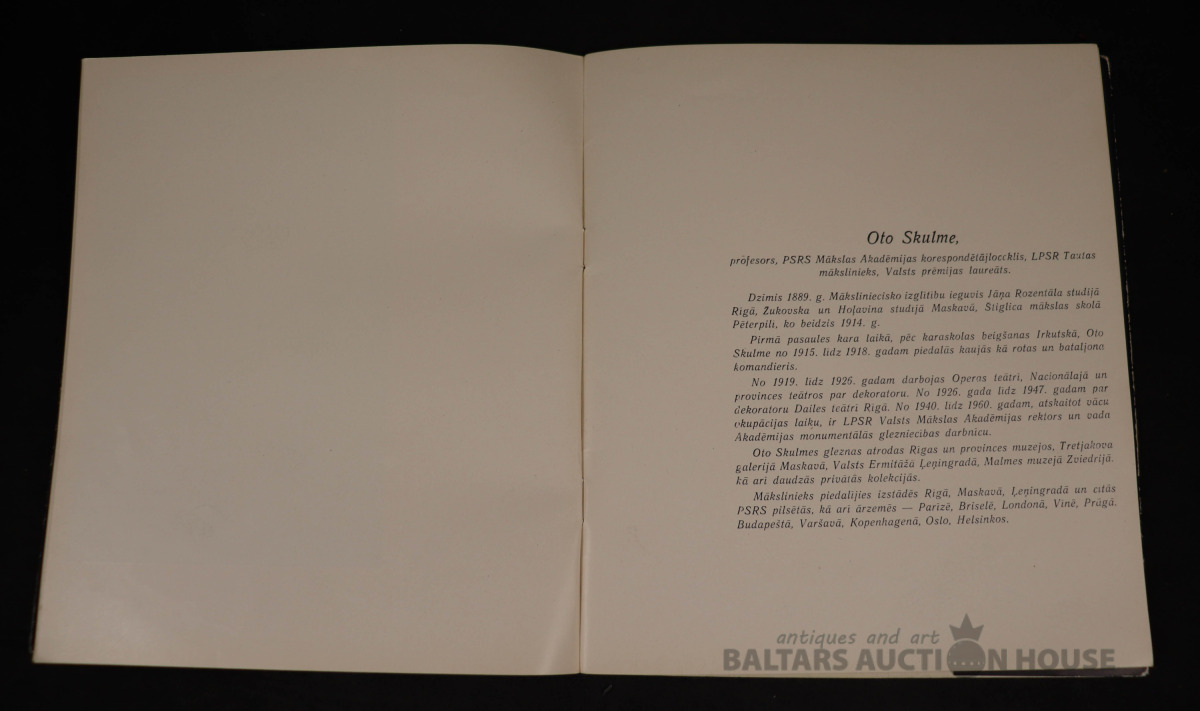 Oto Skulme,
profesors, PSRS Mākslas Akadēmijas korespondētājloceklis, LPSR Tautas
mākslinieks, Valsts prēmijas laureāts.
Dzimis 1889. g. Māksliniecisko izglītību ieguvis Jāņa Rozentāla studijā
Rīgā, Žukovska un Hoļavina studijā Maskavā, Štiglica mākslas skolā
Pēterpilī, ko beidzis 1914. g.
Pirmā pasaules kara laikā, pēc karaskolas beigšanas Irkutskā, Oto
Skulme no 1915. līdz 1918. gadam piedalās kaujās kā rotas un bataljona
komandieris.
No 1919. līdz 1926. gadam darbojas Operas teātrī, Nacionālajā un
provinces teātros par dekoratoru. No 1926. gada līdz 1947. gadam par
dekoratoru Dailes teātrī Rīgā. No 1940. līdz 1960. gadam, atskaitot vācu
okupācijas laiku, ir LPSR Valsts Mākslas Akadēmijas rektors un vada
Akadēmijas monumentālās glezniecības darbnīcu.
Oto Skulmes gleznas atrodas Rīgas un provinces muzejos, Tretjakova
galerijā Maskavā, Valsts Ermitāžā Ļeņingradā, Malmes muzejā Zviedrijā,
kā arī daudzās privātās kolekcijās.
Mākslinieks piedalījies izstādēs Rīgā, Maskavā, Ļeņingradā un citās
PSRS pilsētās, kā arī ārzemēs — Parīzē, Briselē, Londonā, Vīnē, Prāgā,
Budapeštā, Varšavā, Kopenhagenā, Oslo, Helsinkos.
antiques and art
BALTARS AUCTION HOUSE